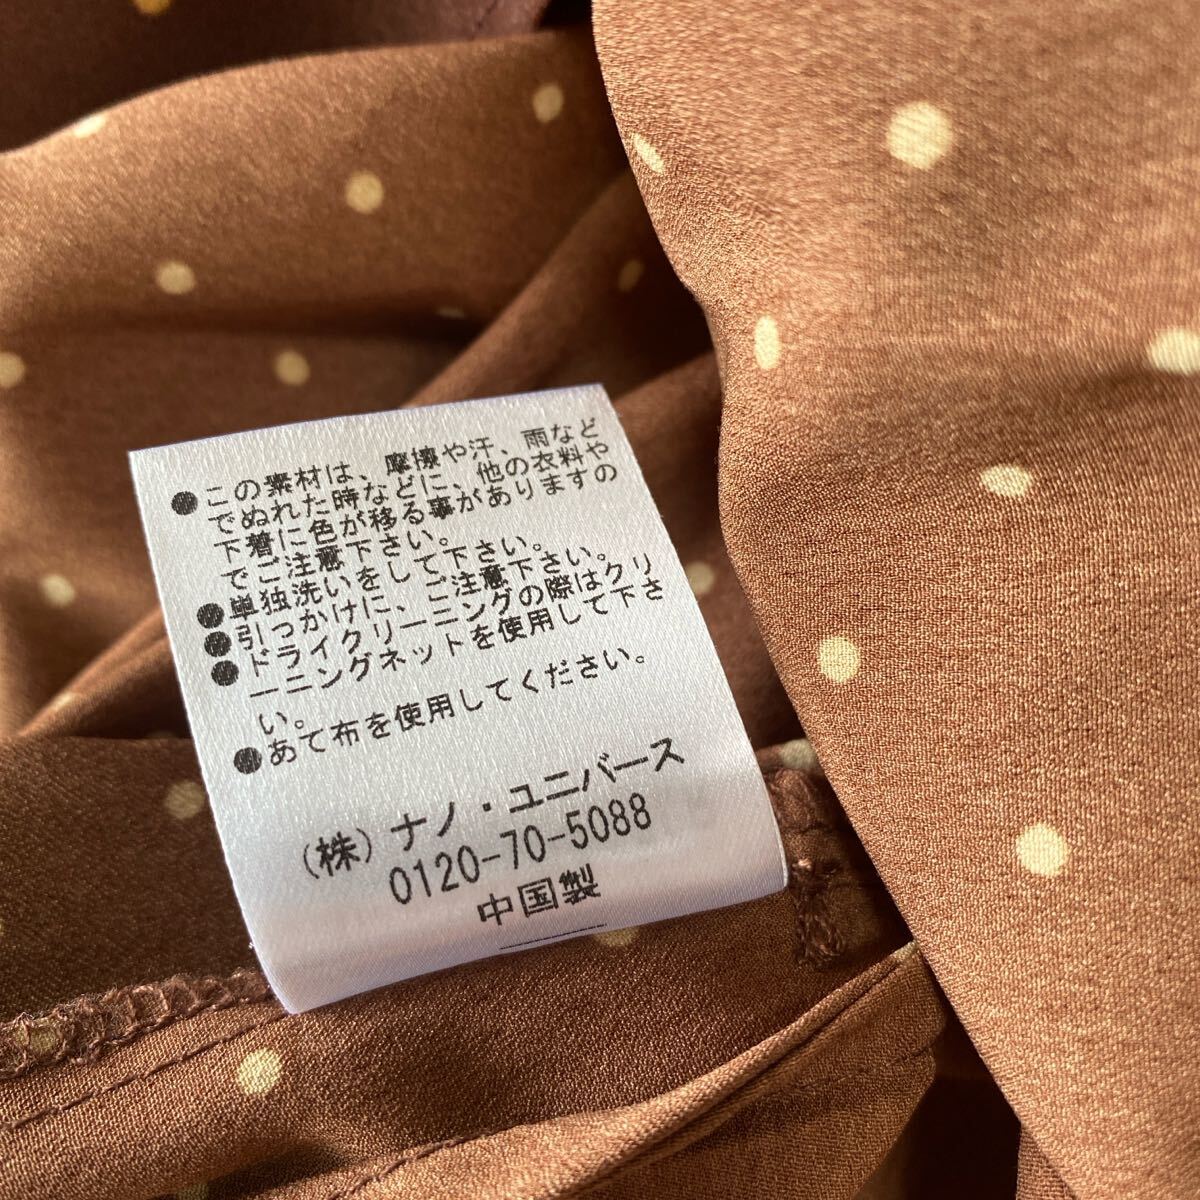 ●この素材は、摩擦や汗、雨など
でぬれた時などに、他の衣料や
下着に色が移る事がありますの
でご注意下さい。
●単独洗いをして下さい。
●引っかけに、ご注意下さい。
●ドライクリーニングの際はクリ
ーニングネットを使用して下さ
い。
●あて布を使用してください。
(株)ナノ・ユニバース
0120-70-5088
中国製